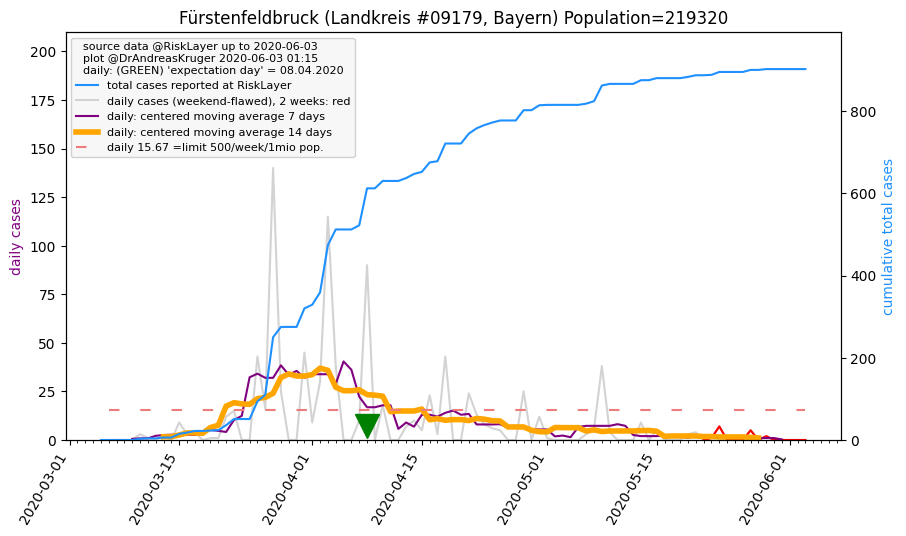 Fürstenfeldbruck (Landkreis #09179, Bayern) Population=219320
source data @RiskLayer up to 2020-06-03
plot @DrAndreasKruger 2020-06-03 01:15
daily: (GREEN) 'expectation day' = 08.04.2020
total cases reported at RiskLayer
daily cases (weekend-flawed), 2 weeks: red
daily: centered moving average 7 days
daily: centered moving average 14 days
daily 15.67 =limit 500/week/1mio pop.
daily cases
200
175
150
125
100
75
50
25
0
cumulative total cases
800
600
400
200
0
2020-03-01
2020-03-15
2020-04-01
2020-04-15
2020-05-01
2020-05-15
2020-06-01